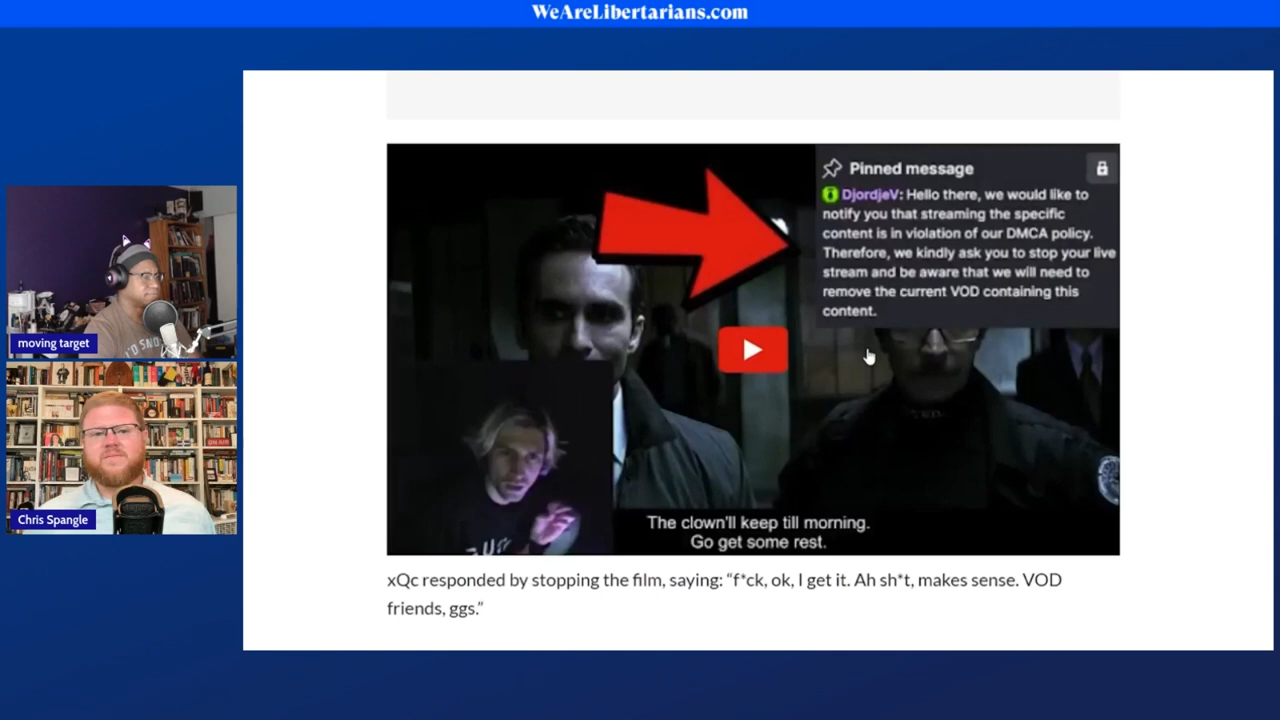 WeAreLibertarians.com
Pinned message
DjordjeV: Hello there, we would like to
notify you that streaming the specific
content is in violation of our DMCA policy.
Therefore, we kindly ask you to stop your live
stream and be aware that we will need to
remove the current VOD containing this
content.
moving target
Chris Spangle
ON AIR
The clown'll keep till morning.
Go get some rest.
xQc responded by stopping the film, saying: “f*ck, ok, I get it. Ah sh*t, makes sense. VOD
friends, ggs.”